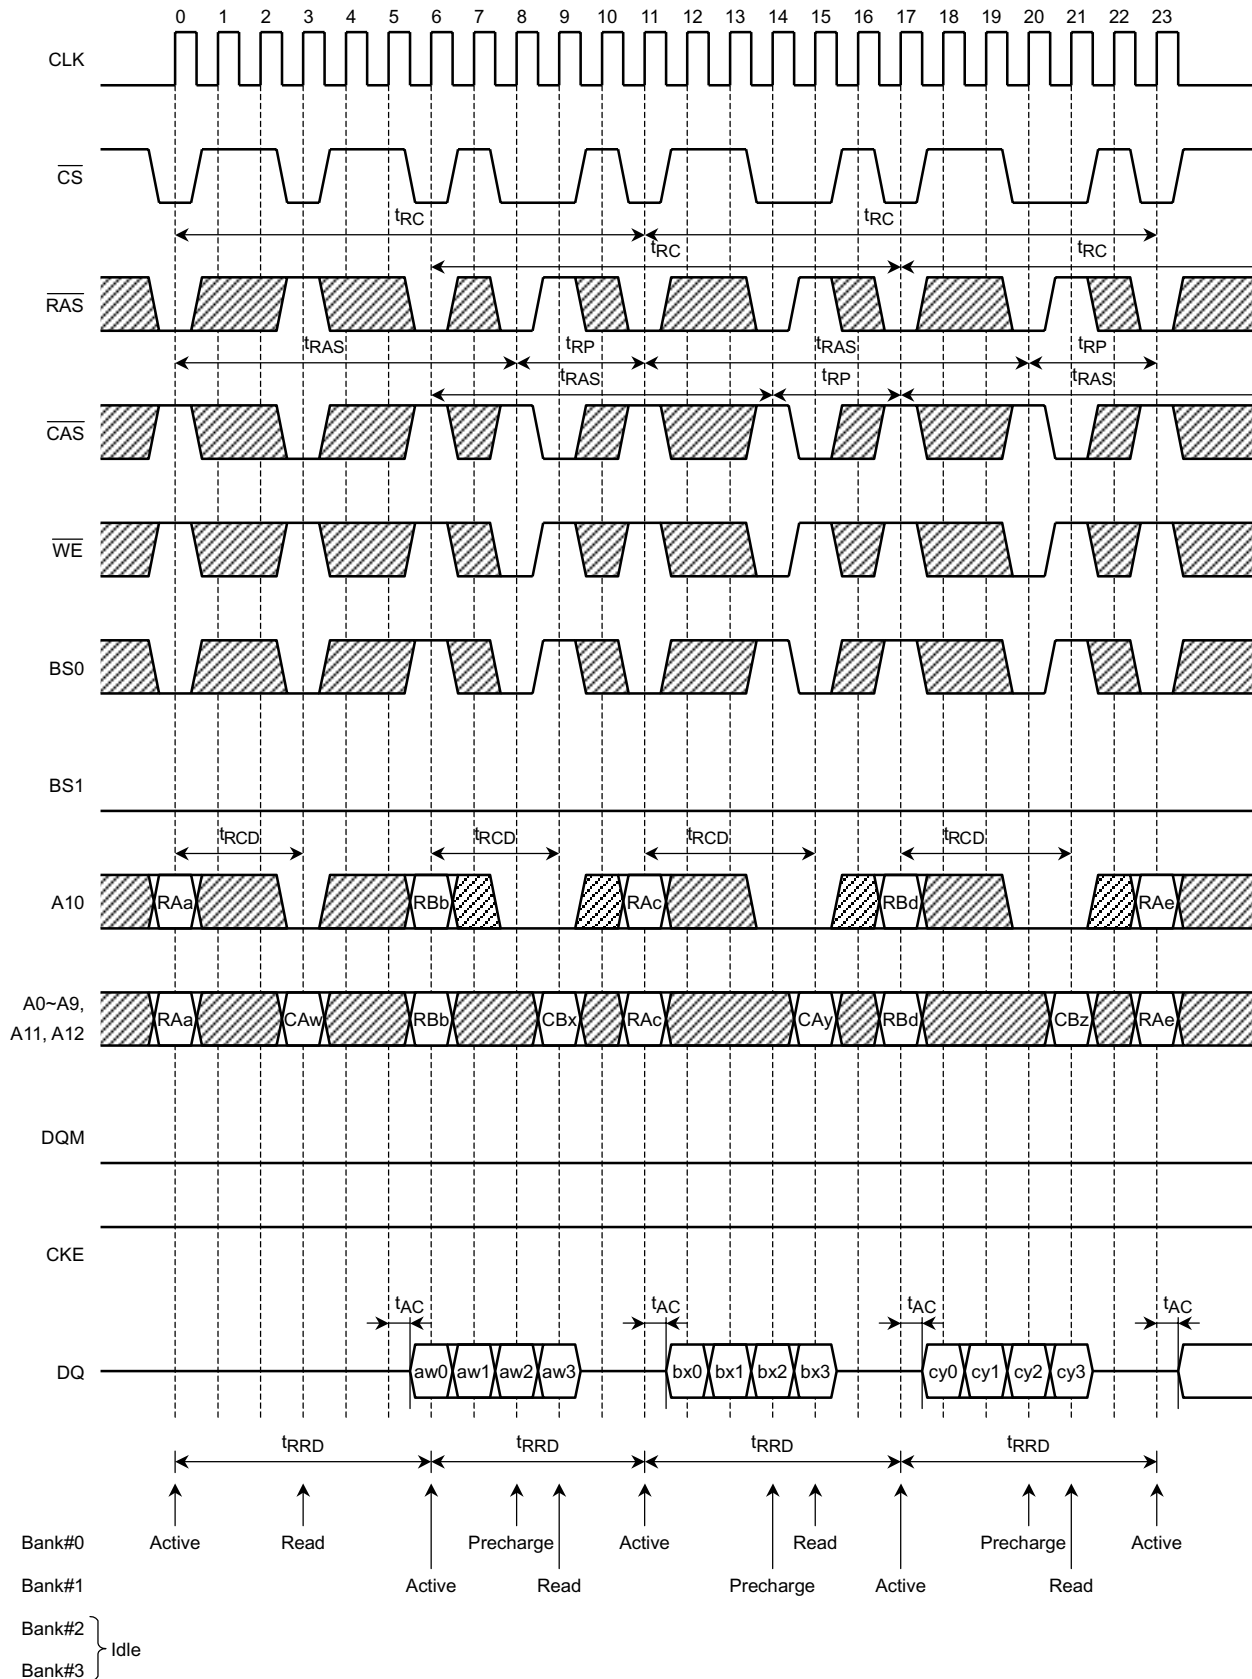 0 1 2 3 4 5 6 7 8 9 10 11 12 13 14 15 16 17 18 19 20 21 22 23
CLK
CS
tRC tRC
tRC tRC
RAS
tRAS tRP tRAS tRP
tRAS tRP tRAS
CAS
WE
BS0
BS1
tRCD tRCD tRCD tRCD
A10 RAa RBb RAc RBd RAe
A0~A9,
A11, A12
RAa CAw RBb CBx RAc CAy RBd CBz RAe
DQM
CKE
tAC tAC tAC tAC
DQ aw0 aw1 aw2 aw3 bx0 bx1 bx2 bx3 cy0 cy1 cy2 cy3
tRRD tRRD tRRD tRRD
Bank#0 Active Read Precharge Active Read Precharge Active
Bank#1 Active Read Precharge Active Read
Bank#2
Idle
Bank#3